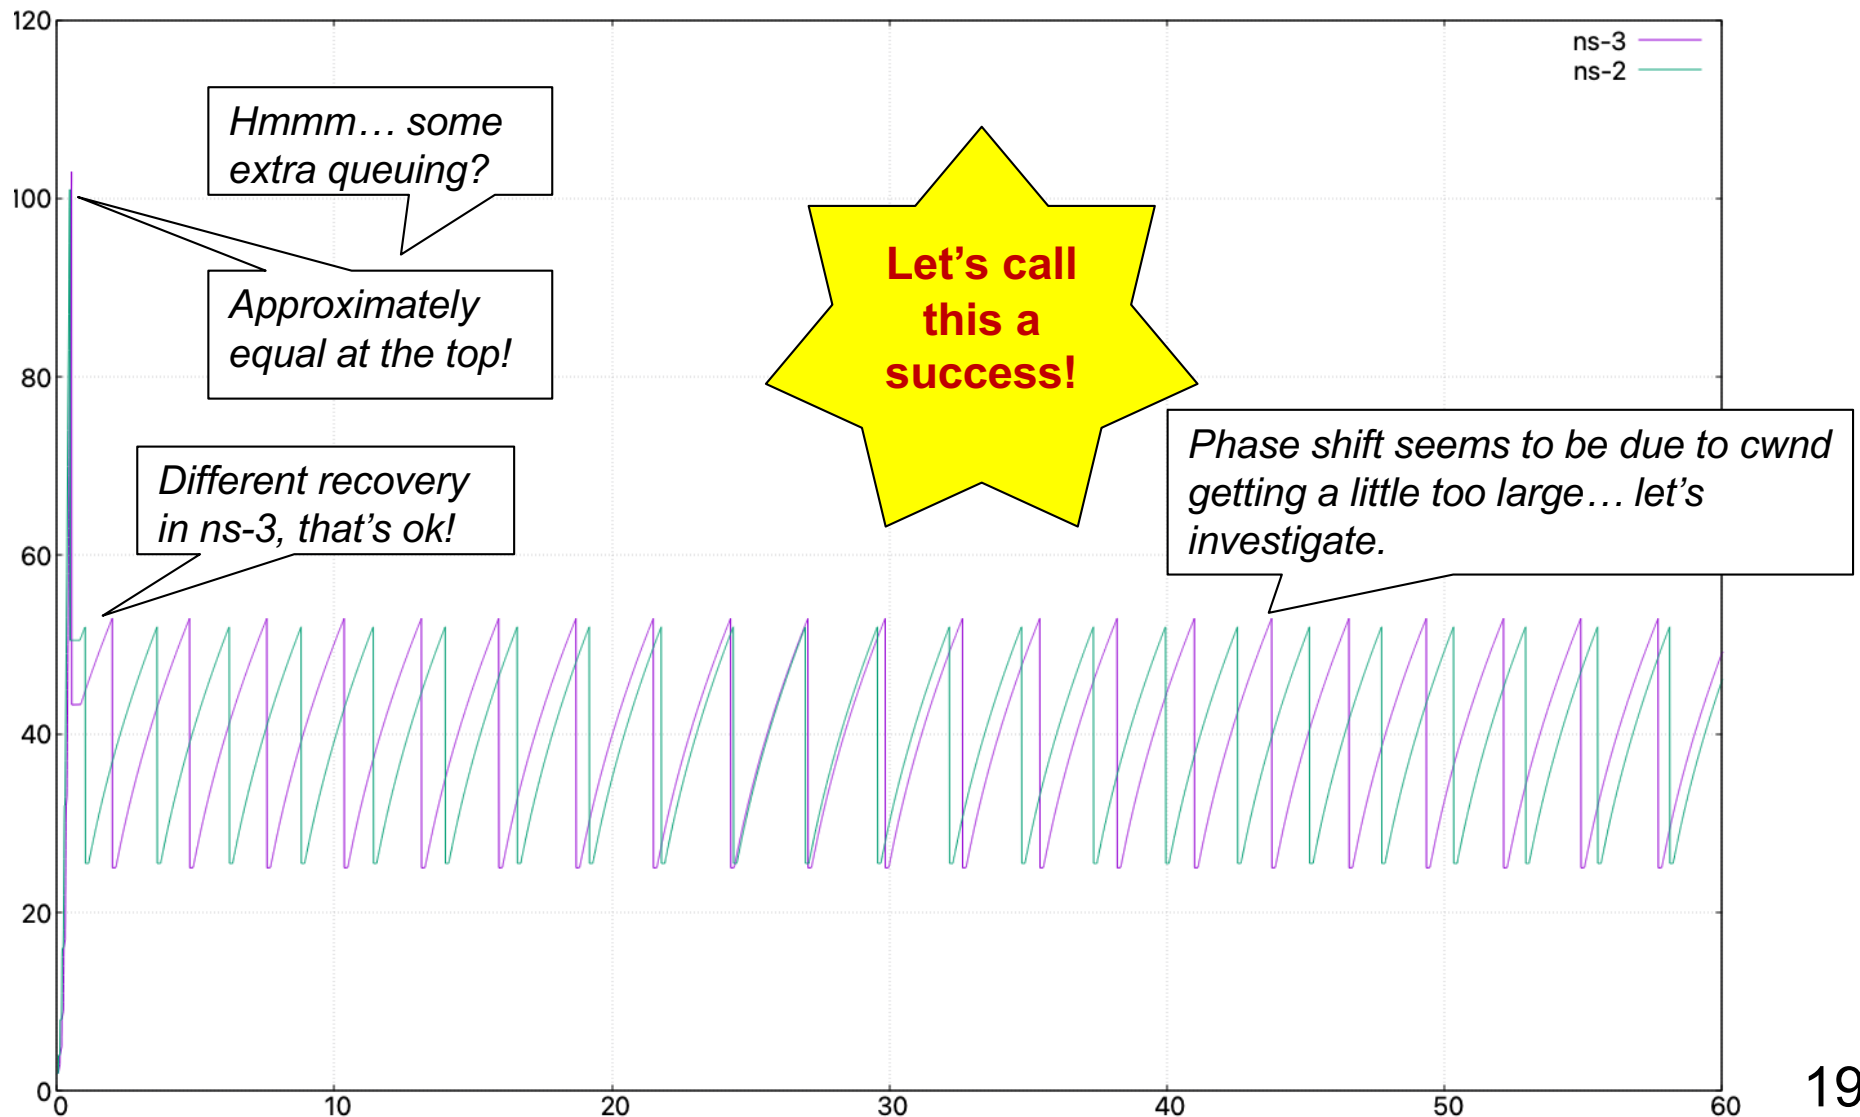 120
100
80
60
40
20
0
0
10
20
30
40
50
60
ns-3
ns-2
Hmmm… some
extra queuing?
Approximately
equal at the top!
Different recovery
in ns-3, that’s ok!
Let’s call
this a
success!
Phase shift seems to be due to cwnd
getting a little too large… let’s
investigate.
19